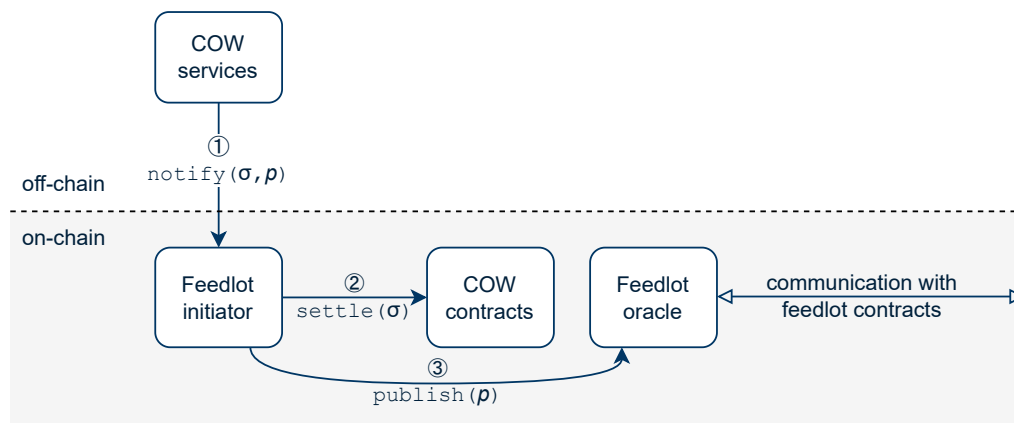 COW
services
①
notify(σ,p)
off-chain
on-chain
Feedlot
initiator
②
settle(σ)
COW
contracts
Feedlot
oracle
communication with
feedlot contracts
③
publish(p)